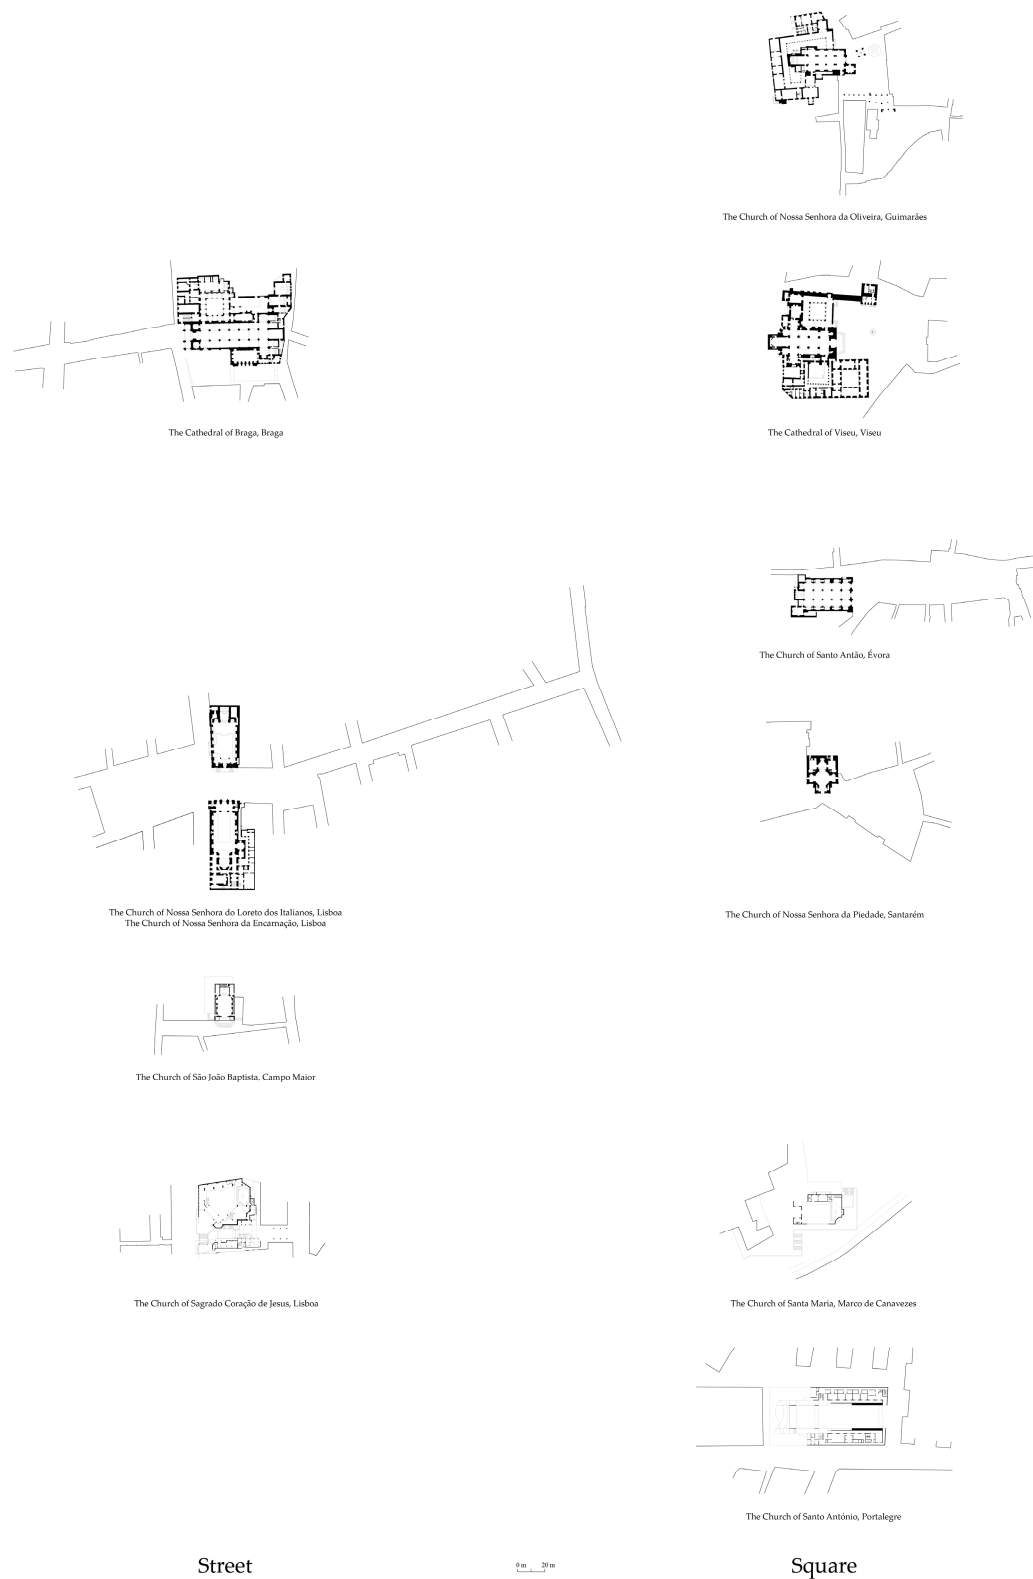 The Church of Nossa Senhora da Oliveira, Guimarães
The Cathedral of Braga, Braga
The Cathedral of Viseu, Viseu
The Church of Santo Antão, Évora
The Church of Nossa Senhora do Loreto dos Italianos, Lisboa
The Church of Nossa Senhora da Encarnação, Lisboa
The Church of Nossa Senhora da Piedade, Santarém
The Church of São João Baptista, Campo Maior
The Church of Sagrado Coração de Jesus, Lisboa
The Church of Santa Maria, Marco de Canavezes
The Church of Santo António, Portalegre
Street
0 m 20 m
Square